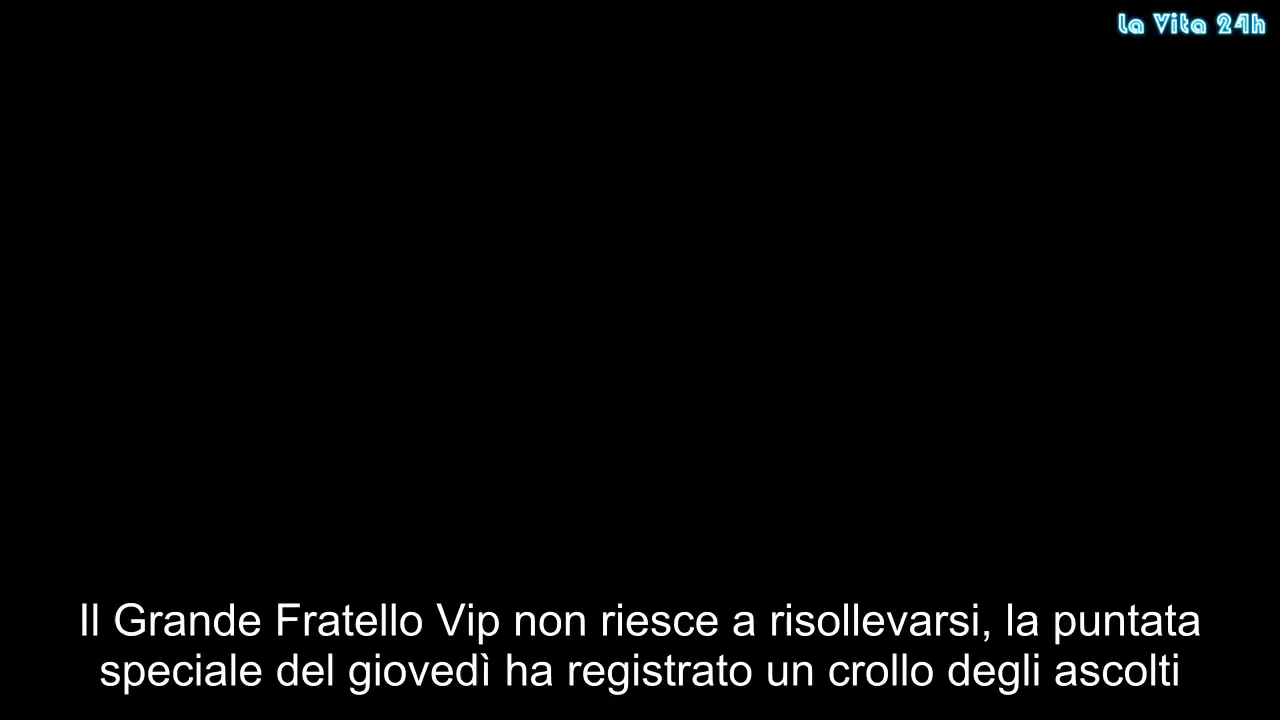 La Vita 24h
Il Grande Fratello Vip non riesce a risollevarsi, la puntata
speciale del giovedì ha registrato un crollo degli ascolti